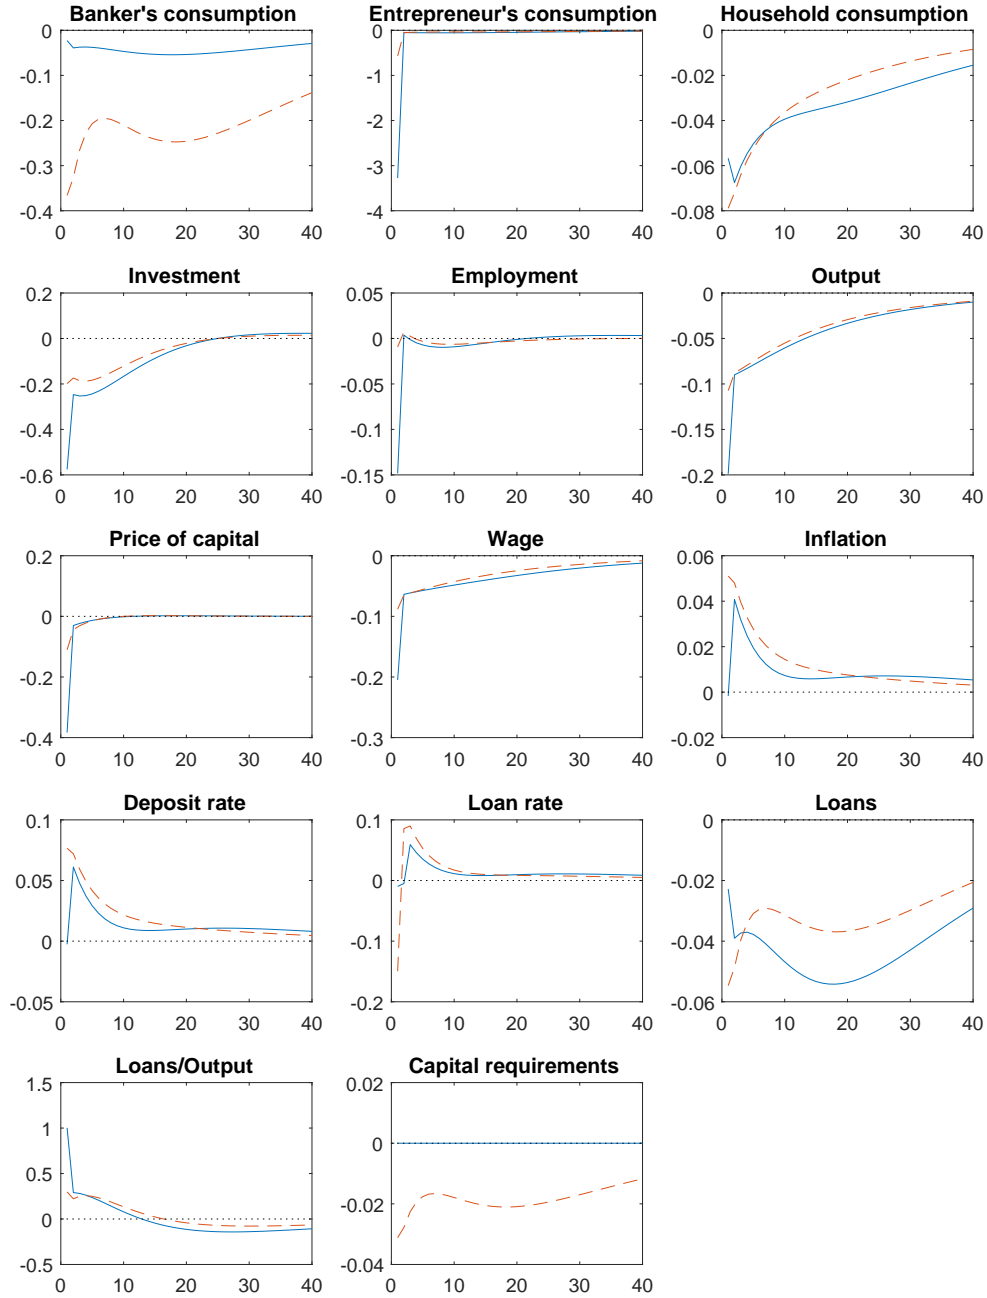 Banker's consumption
0
-0.1
-0.2
-0.3
-0.4
0 10 20 30 40
Entrepreneur's consumption
0
-1
-2
-3
-4
0 10 20 30 40
Household consumption
0
-0.02
-0.04
-0.06
-0.08
0 10 20 30 40
Investment
0.2
0
-0.2
-0.4
-0.6
0 10 20 30 40
Employment
0.05
0
-0.05
-0.1
-0.15
0 10 20 30 40
Output
0
-0.05
-0.1
-0.15
-0.2
0 10 20 30 40
Price of capital
0.2
0
-0.2
-0.4
0 10 20 30 40
Wage
0
-0.1
-0.2
-0.3
0 10 20 30 40
Inflation
0.06
0.04
0.02
0
-0.02
0 10 20 30 40
Deposit rate
0.1
0.05
0
-0.05
0 10 20 30 40
Loan rate
0.1
0
-0.1
-0.2
0 10 20 30 40
Loans
0
-0.02
-0.04
-0.06
0 10 20 30 40
Loans/Output
1.5
1
0.5
0
-0.5
0 10 20 30 40
Capital requirements
0.02
0
-0.02
-0.04
0 10 20 30 40